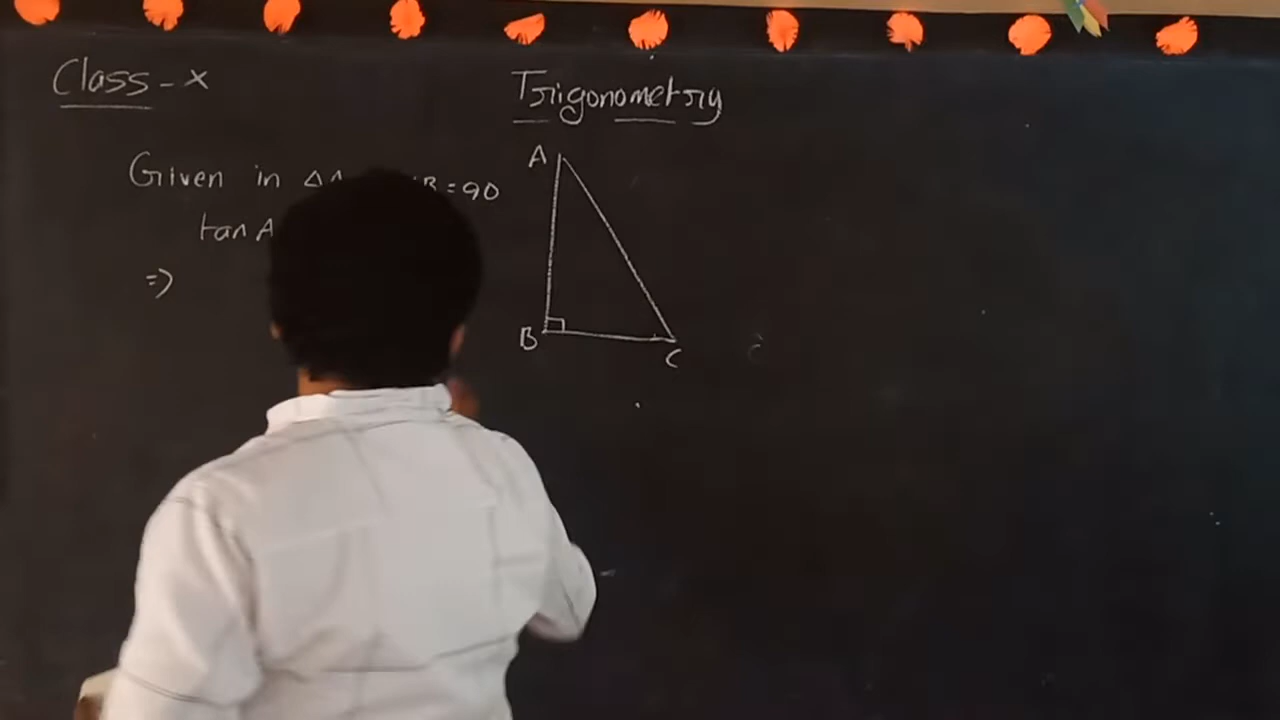 Class - X
Trigonometry
Given in = 90
tan A
⇒
A
B
C